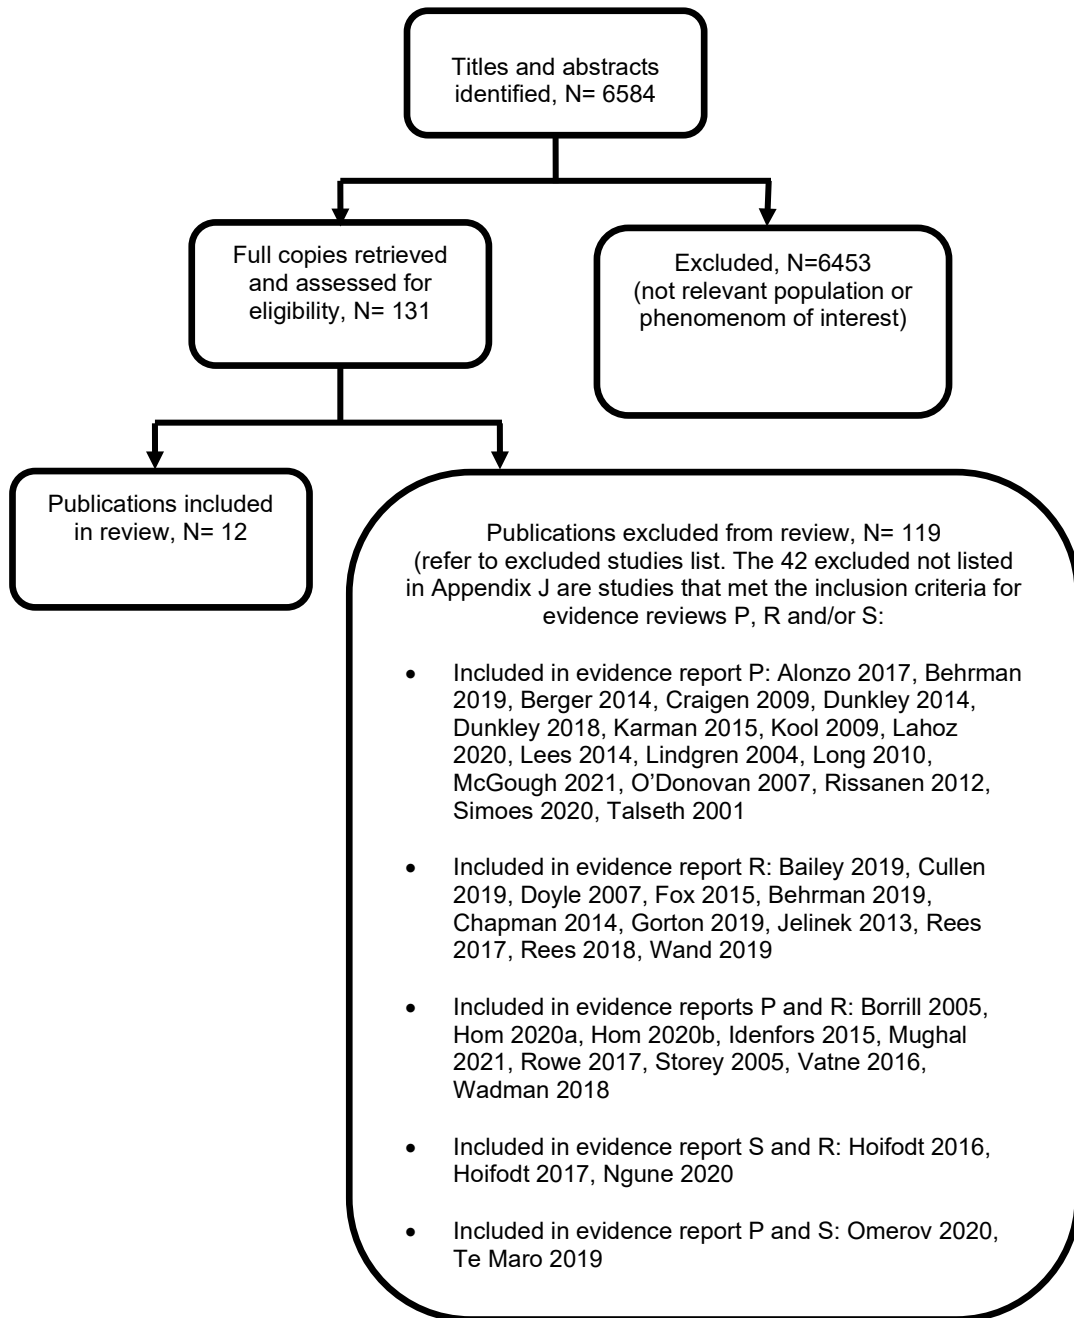 Titles and abstracts
identified, N= 6584
Full copies retrieved
and assessed for
eligibility, N= 131
Excluded, N=6453
(not relevant population or
phenomenom of interest)
Publications included
in review, N= 12
Publications excluded from review, N= 119
(refer to excluded studies list. The 42 excluded not listed
in Appendix J are studies that met the inclusion criteria for
evidence reviews P, R and/or S:
• Included in evidence report P: Alonzo 2017, Behrman
2019, Berger 2014, Craigen 2009, Dunkley 2014,
Dunkley 2018, Karman 2015, Kool 2009, Lahoz
2020, Lees 2014, Lindgren 2004, Long 2010,
McGough 2021, O’Donovan 2007, Rissanen 2012,
Simoes 2020, Talseth 2001
• Included in evidence report R: Bailey 2019, Cullen
2019, Doyle 2007, Fox 2015, Behrman 2019,
Chapman 2014, Gorton 2019, Jelinek 2013, Rees
2017, Rees 2018, Wand 2019
• Included in evidence reports P and R: Borrill 2005,
Hom 2020a, Hom 2020b, Idenfors 2015, Mughal
2021, Rowe 2017, Storey 2005, Vatne 2016,
Wadman 2018
• Included in evidence report S and R: Hoifodt 2016,
Hoifodt 2017, Ngune 2020
• Included in evidence report P and S: Omerov 2020,
Te Maro 2019